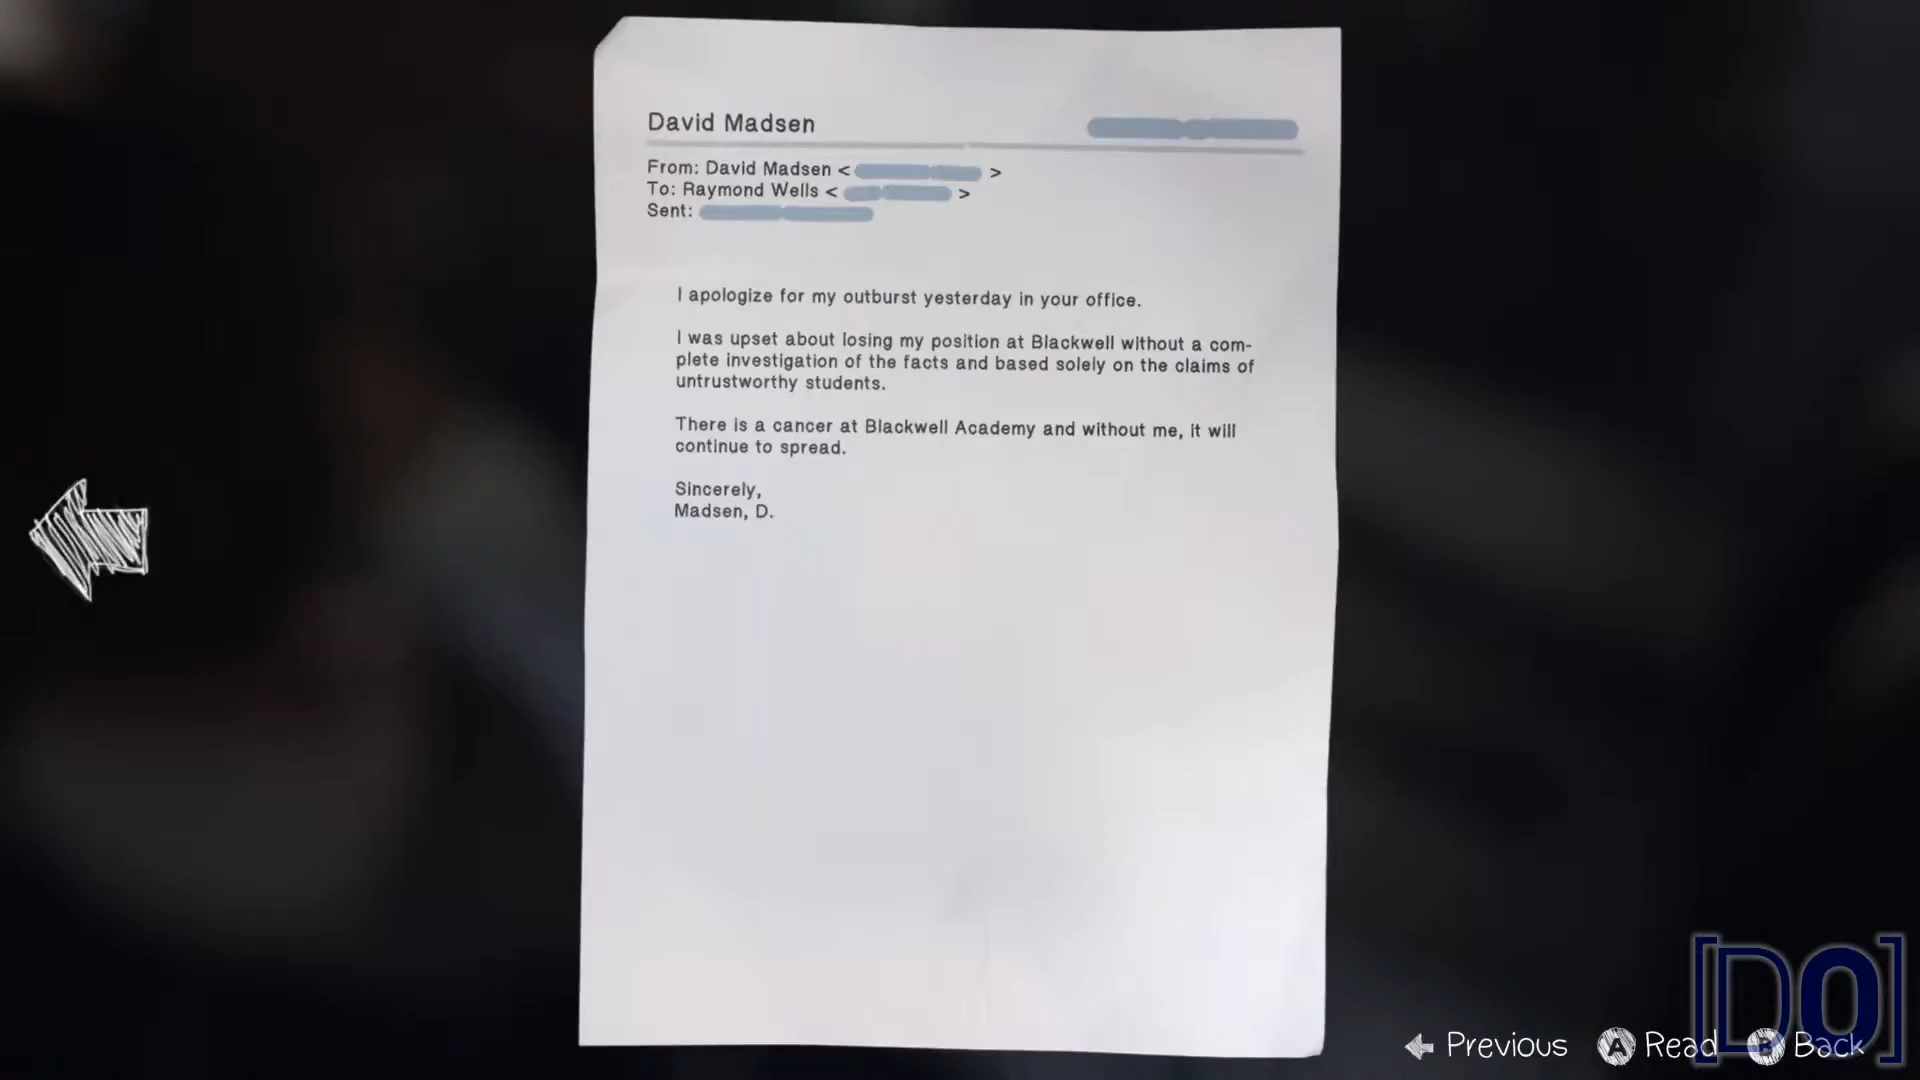 David Madsen
From: David Madsen < >
To: Raymond Wells < >
Sent:
I apologize for my outburst yesterday in your office.
I was upset about losing my position at Blackwell without a com-
plete investigation of the facts and based solely on the claims of
untrustworthy students.
There is a cancer at Blackwell Academy and without me, it will
continue to spread.
Sincerely,
Madsen, D.
[DO]
Previous A Read B Back